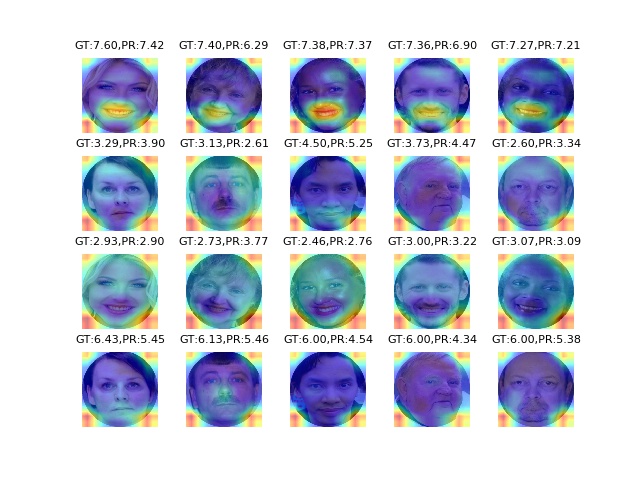 GT:7.60,PR:7.42 GT:7.40,PR:6.29 GT:7.38,PR:7.37 GT:7.36,PR:6.90 GT:7.27,PR:7.21
GT:3.29,PR:3.90 GT:3.13,PR:2.61 GT:4.50,PR:5.25 GT:3.73,PR:4.47 GT:2.60,PR:3.34
GT:2.93,PR:2.90 GT:2.73,PR:3.77 GT:2.46,PR:2.76 GT:3.00,PR:3.22 GT:3.07,PR:3.09
GT:6.43,PR:5.45 GT:6.13,PR:5.46 GT:6.00,PR:4.54 GT:6.00,PR:4.34 GT:6.00,PR:5.38